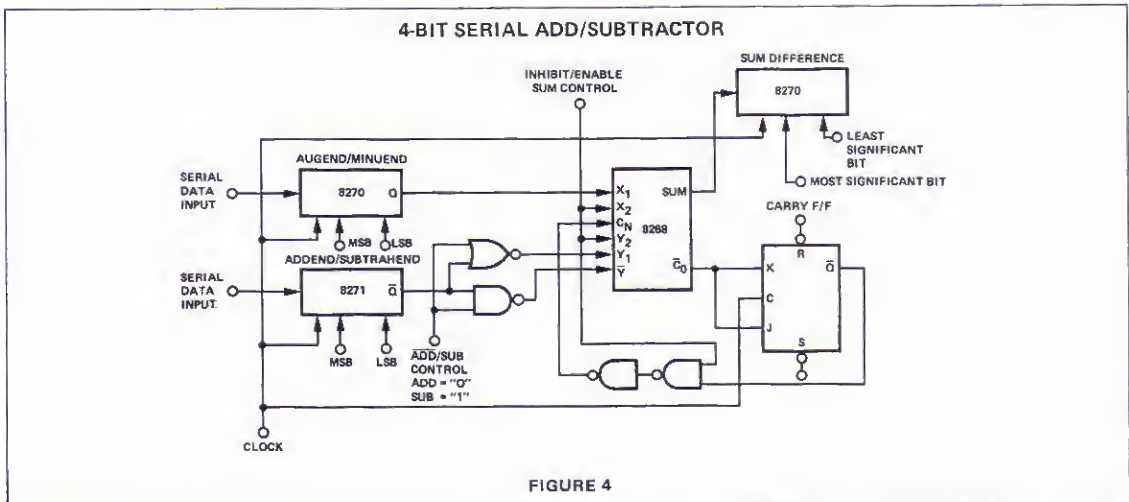 4-BIT SERIAL ADD/SUBTRACTOR
SUM DIFFERENCE
8270
INHIBIT/ENABLE
SUM CONTROL
LEAST
SIGNIFICANT
BIT
MOST SIGNIFICANT BIT
AUGEND/MINUEND
SERIAL
DATA
INPUT
8270
Q
MSB
LSB
X1
X2
CN
Y2
Y1
Y̅
SUM
8268
C̅0
CARRY F/F
R
K
Q̅
C
J
S
ADDEND/SUBTRAHEND
SERIAL
DATA
INPUT.
8271
Q̅
MSB
LSB
A̅D̅D̅/SUB
CONTROL
ADD = "0"
SUB = "1"
CLOCK
FIGURE 4